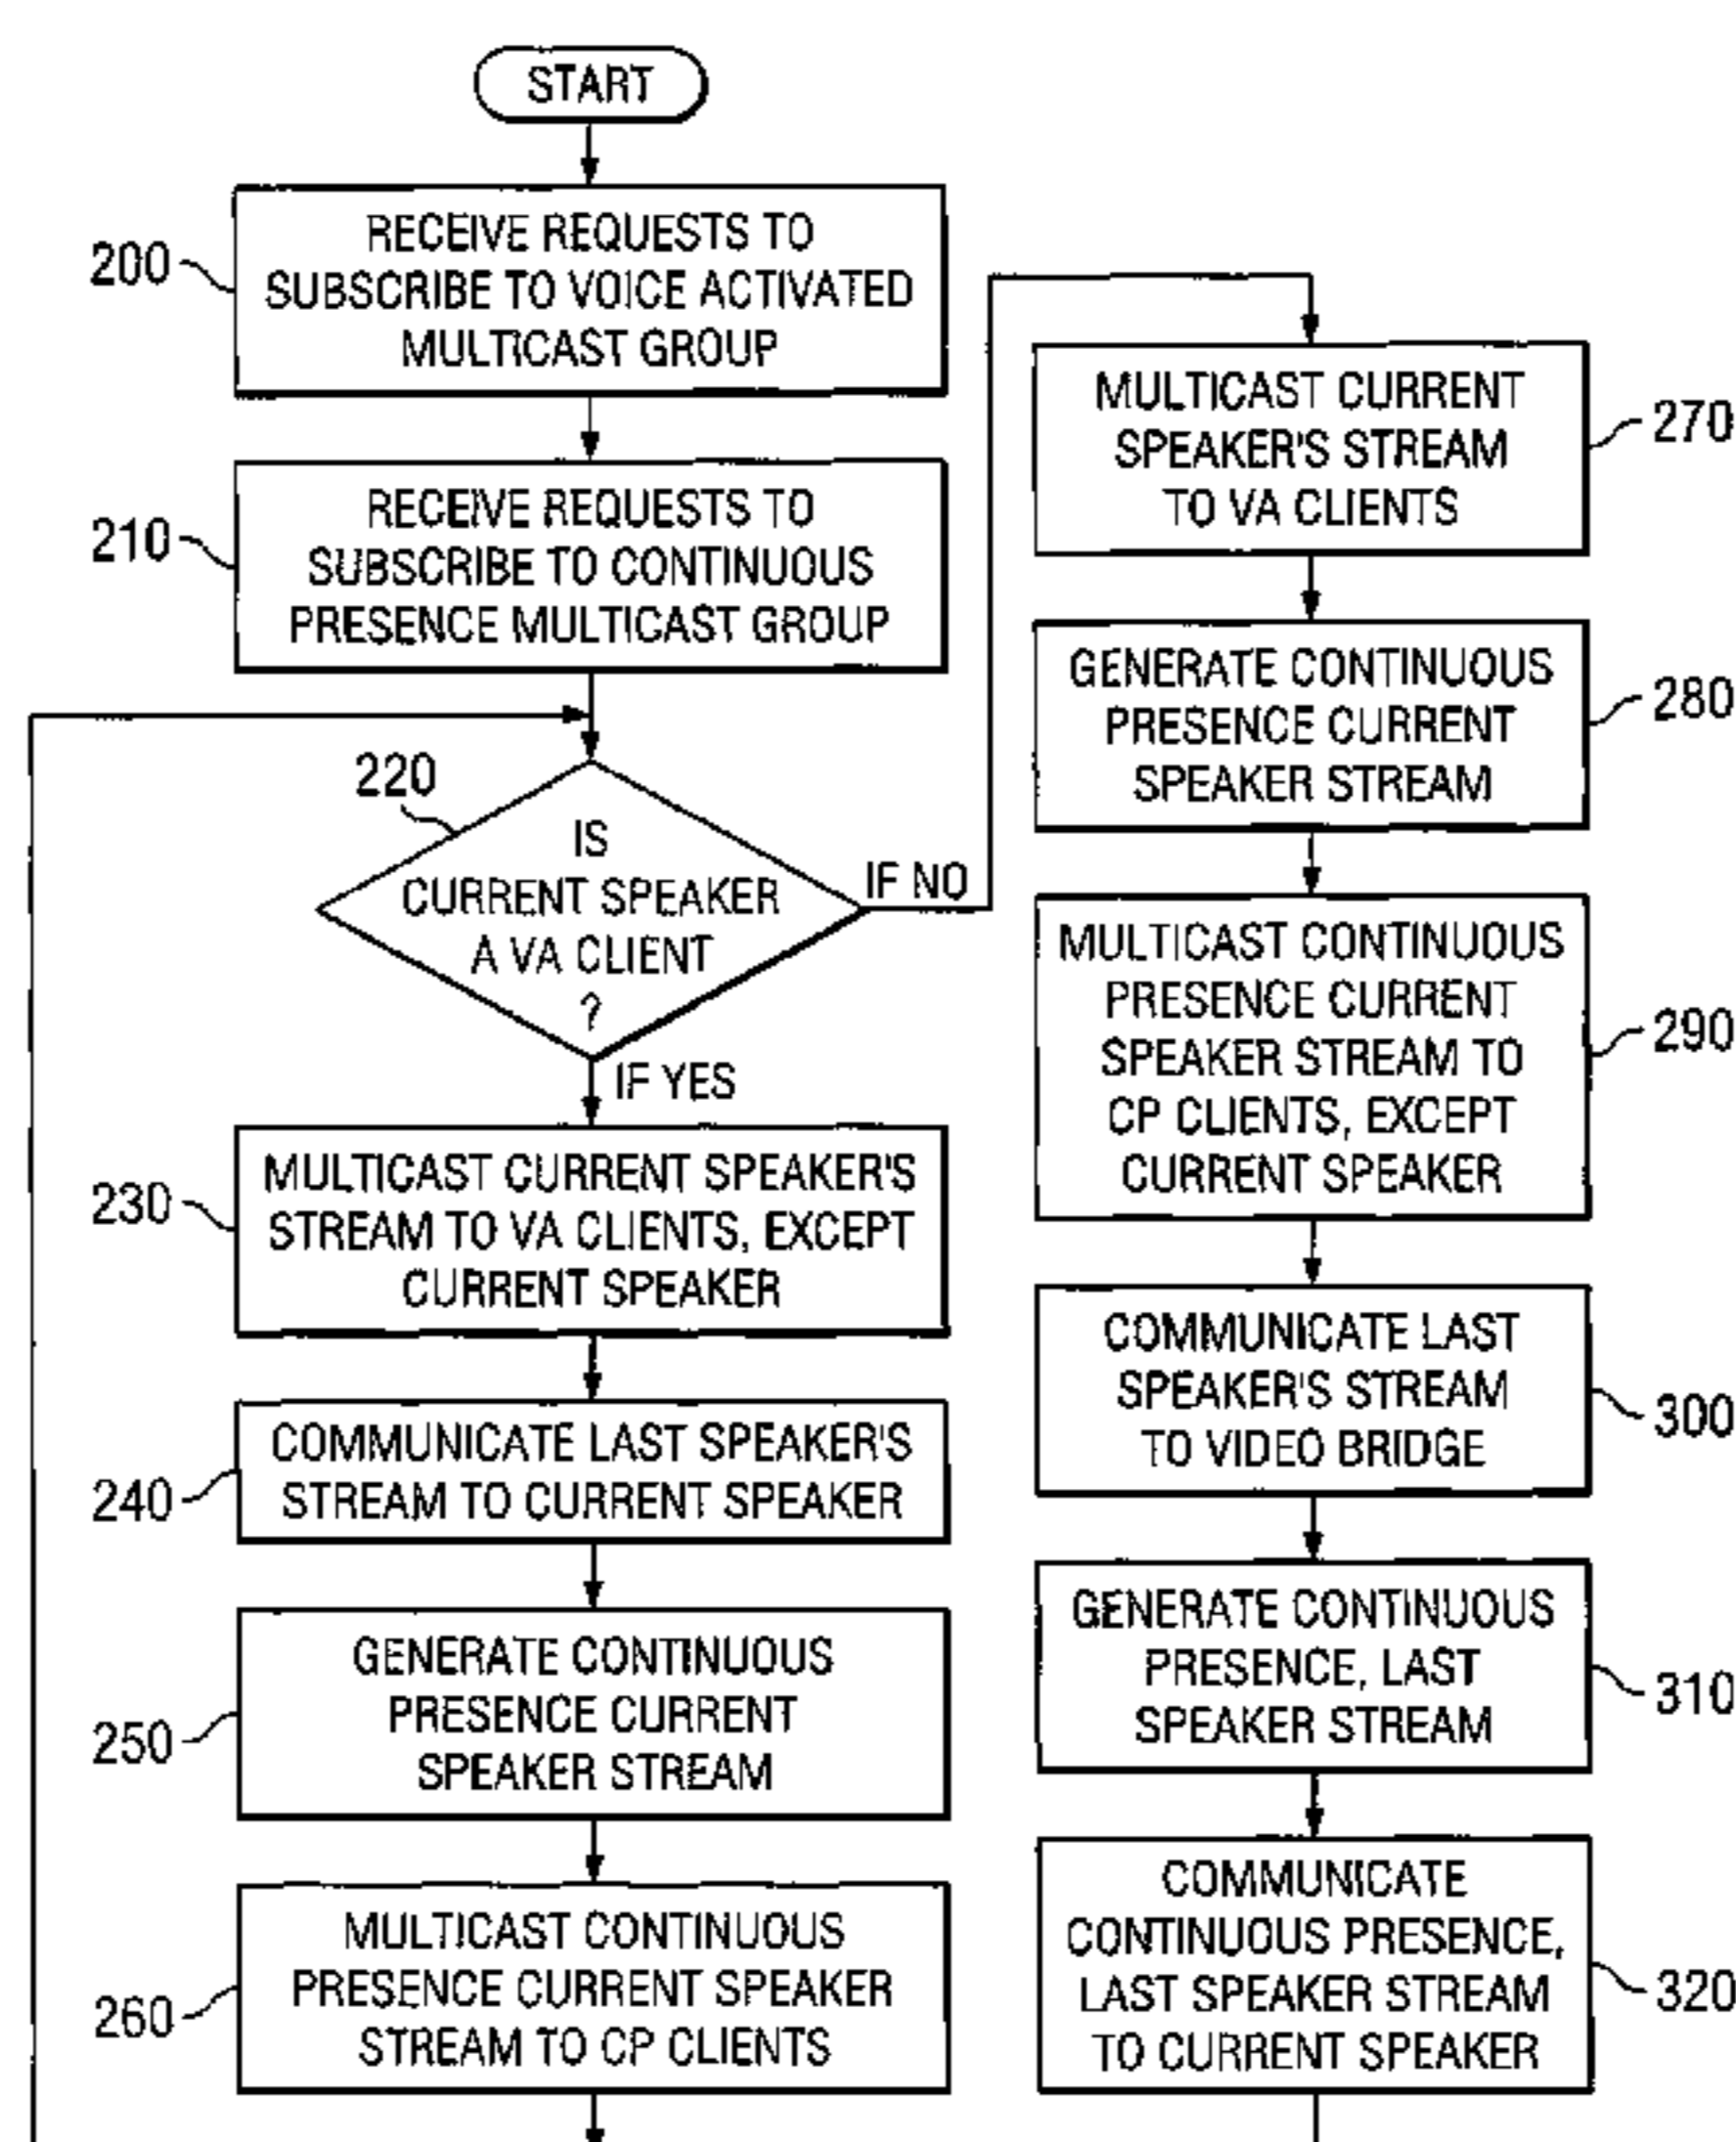 START
200
RECEIVE REQUESTS TO
SUBSCRIBE TO VOICE ACTIVATED
MULTICAST GROUP
210
RECEIVE REQUESTS TO
SUBSCRIBE TO CONTINUOUS
PRESENCE MULTICAST GROUP
220
IS
CURRENT SPEAKER
A VA CLIENT
?
IF NO
IF YES
230
MULTICAST CURRENT SPEAKER'S
STREAM TO VA CLIENTS, EXCEPT
CURRENT SPEAKER
240
COMMUNICATE LAST SPEAKER'S
STREAM TO CURRENT SPEAKER
250
GENERATE CONTINUOUS
PRESENCE CURRENT
SPEAKER STREAM
260
MULTICAST CONTINUOUS
PRESENCE CURRENT SPEAKER
STREAM TO CP CLIENTS
MULTICAST CURRENT
SPEAKER'S STREAM
TO VA CLIENTS
270
GENERATE CONTINUOUS
PRESENCE CURRENT
SPEAKER STREAM
280
MULTICAST CONTINUOUS
PRESENCE CURRENT
SPEAKER STREAM TO
CP CLIENTS, EXCEPT
CURRENT SPEAKER
290
COMMUNICATE LAST
SPEAKER'S STREAM
TO VIDEO BRIDGE
300
GENERATE CONTINUOUS
PRESENCE, LAST
SPEAKER STREAM
310
COMMUNICATE
CONTINUOUS PRESENCE,
LAST SPEAKER STREAM
TO CURRENT SPEAKER
320